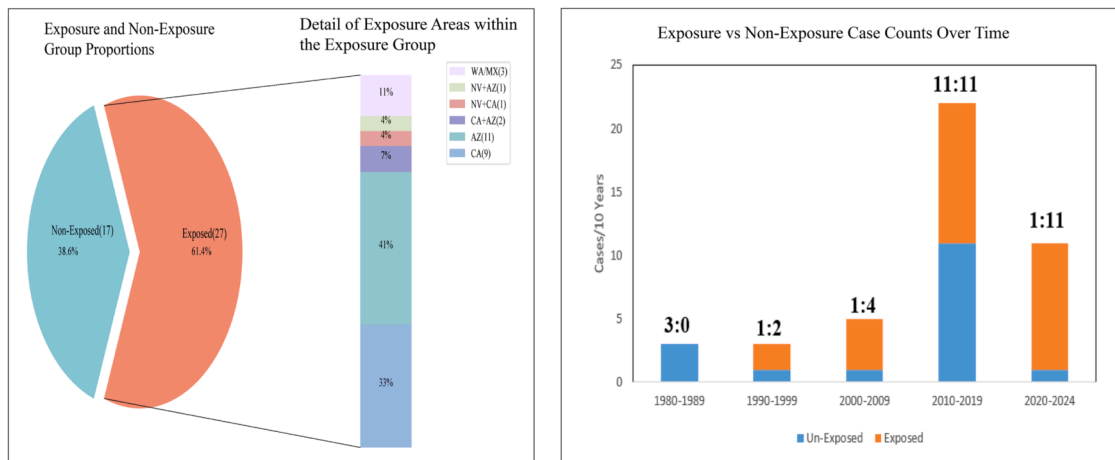 Exposure and Non-Exposure
Group Proportions
Detail of Exposure Areas within
the Exposure Group
WA/MX(3)
NV+AZ(1)
NV+CA(1)
CA+AZ(2)
AZ(11)
CA(9)
11%
4%
4%
7%
41%
33%
Non-Exposed(17)
38.6%
Exposed(27)
61.4%
Exposure vs Non-Exposure Case Counts Over Time
Cases/10 Years
25
20
15
10
5
0
3:0
1:2
1:4
11:11
1:11
1980-1989
1990-1999
2000-2009
2010-2019
2020-2024
Un-Exposed
Exposed